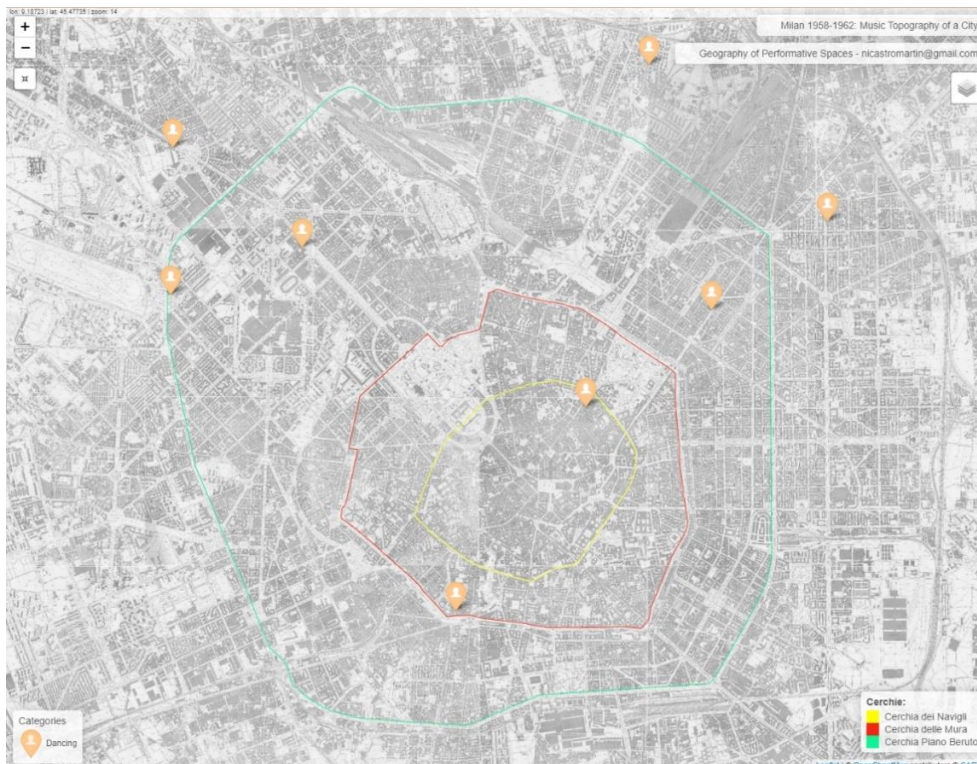 lon: 9.18723 | lat: 45.47735 | zoom: 14
+
−
Milan 1958-1962: Music Topography of a City
Geography of Performative Spaces - nicastromartin@gmail.com
Categories
Dancing
Cerchie:
Cerchia dei Navigli
Cerchia delle Mura
Cerchia Piano Beruto